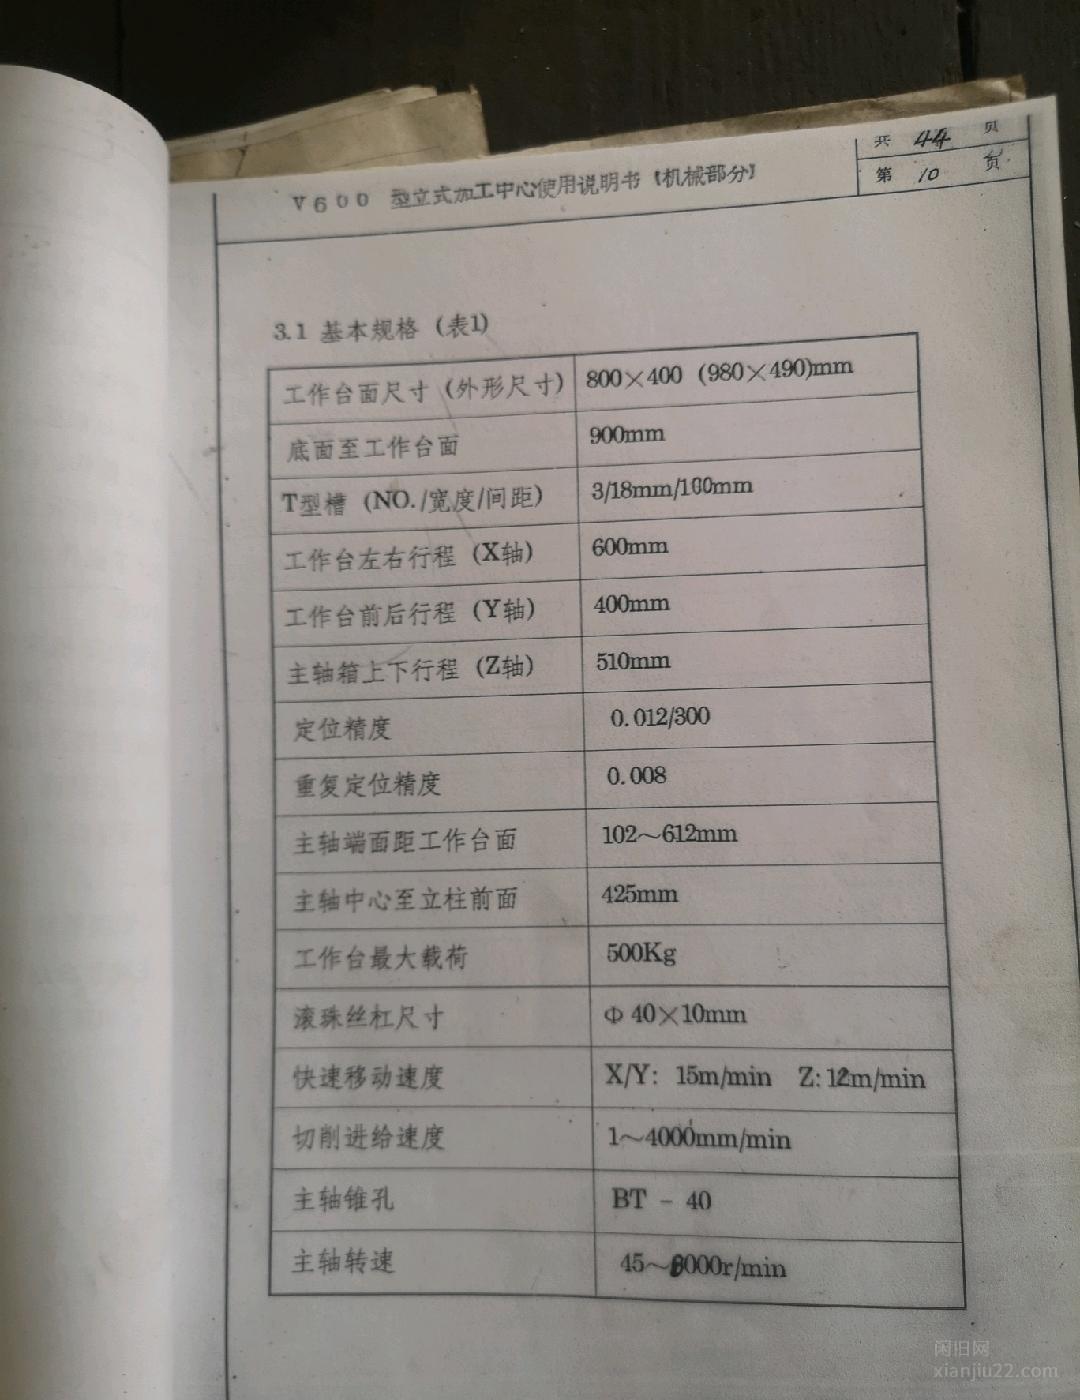 共 44 页
第 10 页
V600 型立式加工中心使用说明书【机械部分】
3.1 基本规格 (表1)
工作台面尺寸 (外形尺寸) 800×400 (980×490)mm
底面至工作台面 900mm
T型槽 (NO./宽度/间距) 3/18mm/100mm
工作台左右行程 (X轴) 600mm
工作台前后行程 (Y轴) 400mm
主轴箱上下行程 (Z轴) 510mm
定位精度 0.012/300
重复定位精度 0.008
主轴端面距工作台面 102～612mm
主轴中心至立柱前面 425mm
工作台最大载荷 500Kg
滚珠丝杠尺寸 Φ 40×10mm
快速移动速度 X/Y: 15m/min Z:12m/min
切削进给速度 1～4000mm/min
主轴锥孔 BT - 40
主轴转速 45～6000r/min
闲旧网
xianjiu22.com